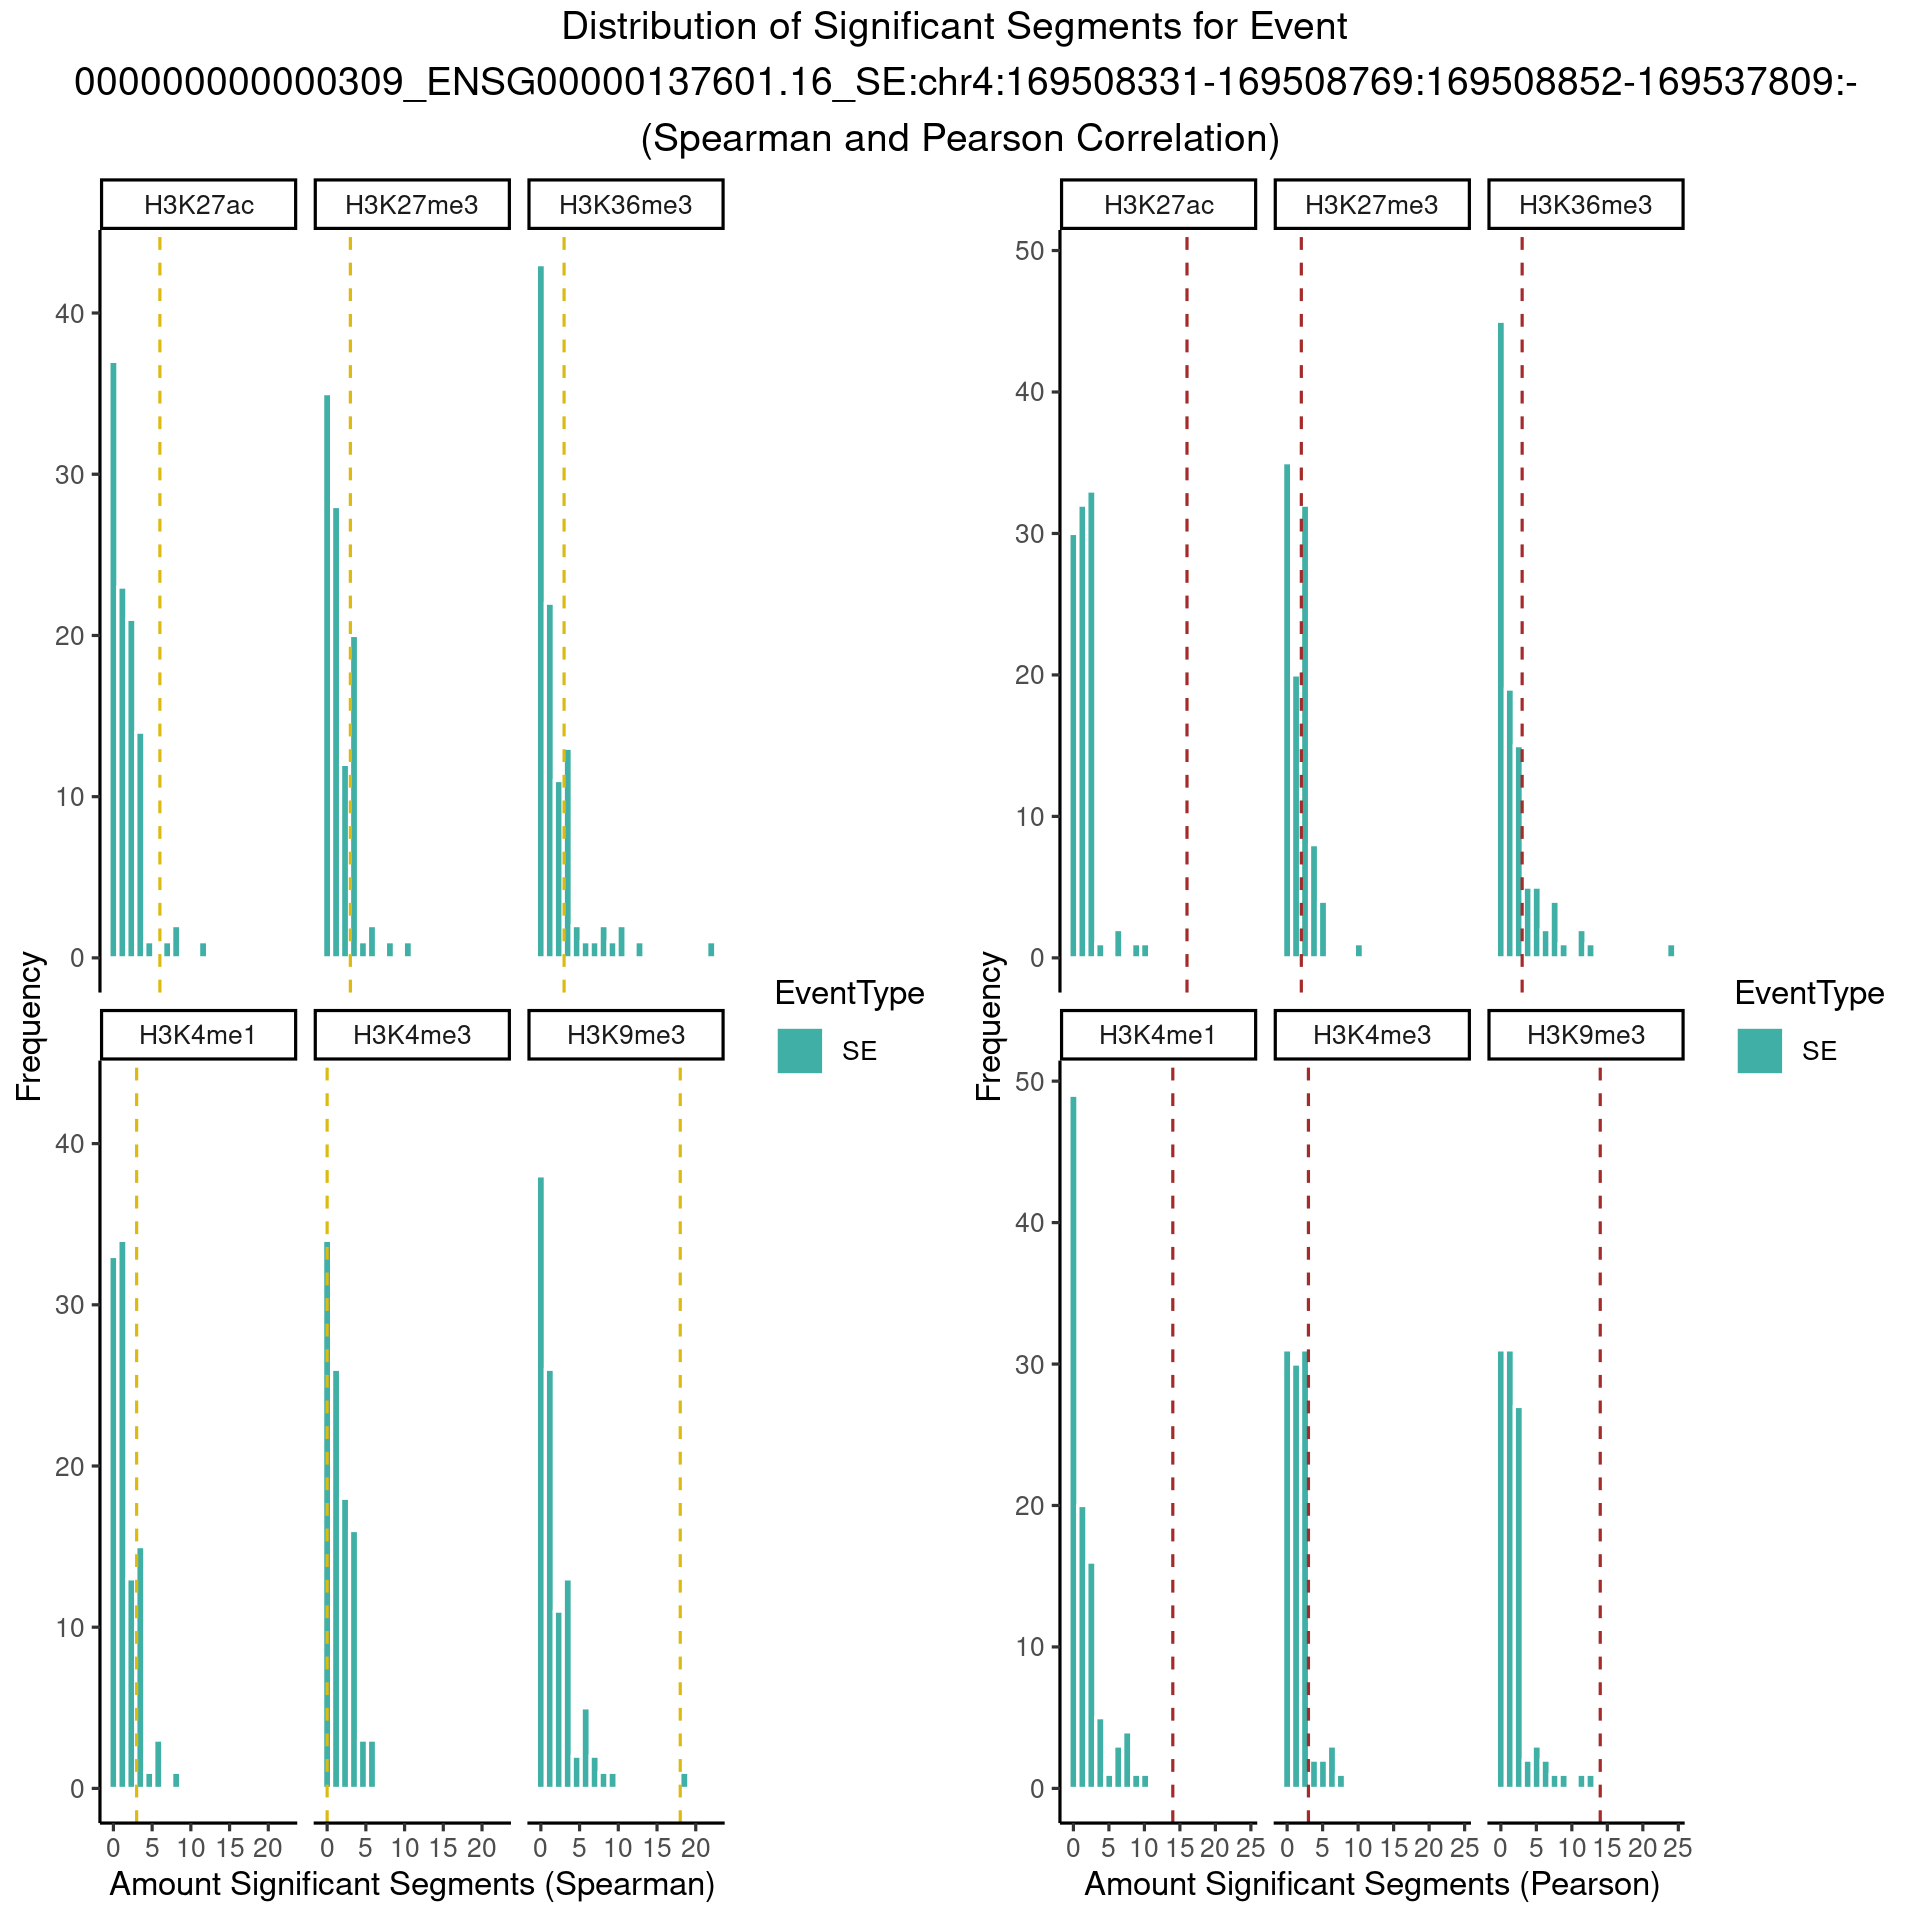 Distribution of Significant Segments for Event
000000000000309_ENSG00000137601.16_SE:chr4:169508331-169508769:169508852-169537809:-
(Spearman and Pearson Correlation)
H3K27ac H3K27me3 H3K36me3
40
30
20
10
0
H3K4me1 H3K4me3 H3K9me3
40
30
20
10
0
0 5 10 15 20 0 5 10 15 20 0 5 10 15 20
Frequency
Amount Significant Segments (Spearman)
EventType
SE
H3K27ac H3K27me3 H3K36me3
50
40
30
20
10
0
H3K4me1 H3K4me3 H3K9me3
50
40
30
20
10
0
0 5 10 15 20 25 0 5 10 15 20 25 0 5 10 15 20 25
Frequency
Amount Significant Segments (Pearson)
EventType
SE